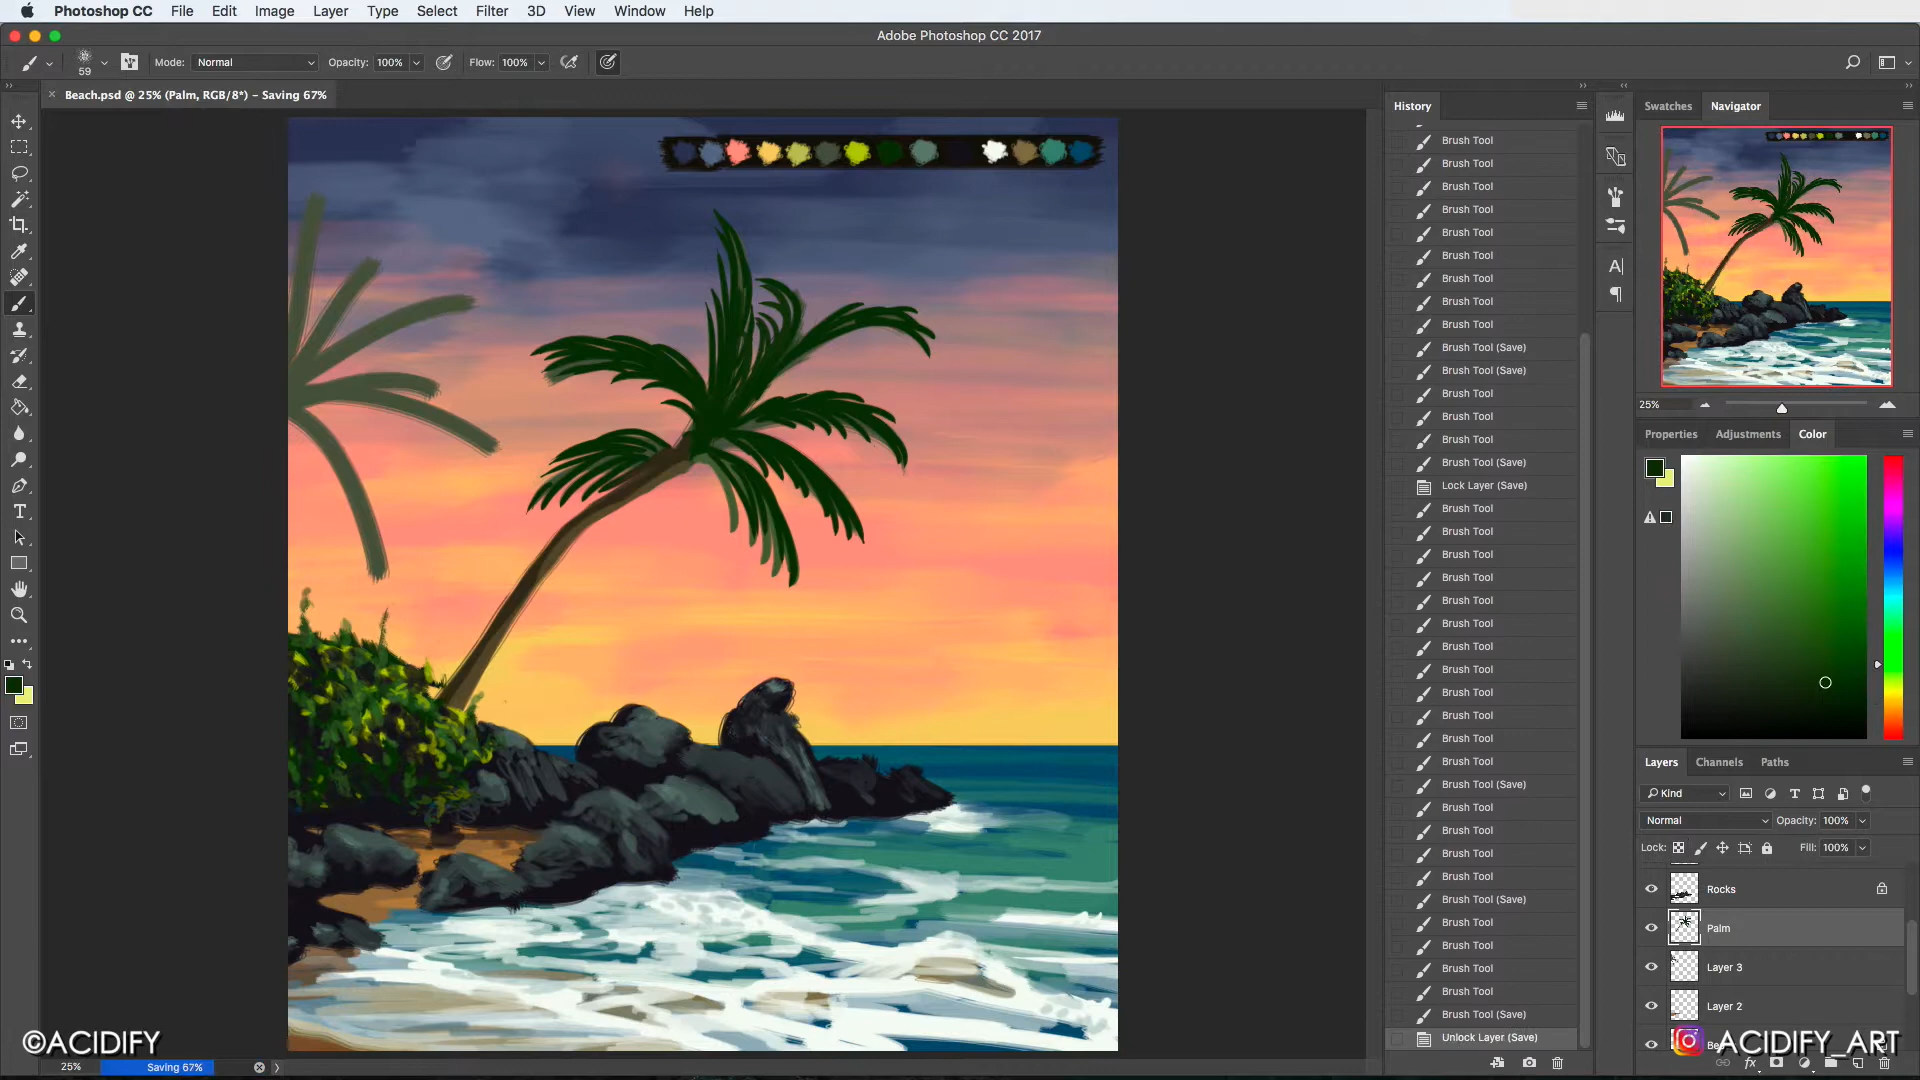 Photoshop CC File Edit Image Layer Type Select Filter 3D View Window Help
Adobe Photoshop CC 2017
59 Mode: Normal Opacity: 100% Flow: 100%
Beach.psd @ 25% (Palm, RGB/8*) – Saving 67%
History
Brush Tool
Brush Tool
Brush Tool
Brush Tool
Brush Tool
Brush Tool
Brush Tool
Brush Tool
Brush Tool
Brush Tool (Save)
Brush Tool (Save)
Brush Tool
Brush Tool
Brush Tool
Brush Tool (Save)
Lock Layer (Save)
Brush Tool
Brush Tool
Brush Tool
Brush Tool
Brush Tool
Brush Tool
Brush Tool
Brush Tool
Brush Tool
Brush Tool
Brush Tool
Brush Tool
Brush Tool (Save)
Brush Tool
Brush Tool
Brush Tool
Brush Tool
Brush Tool (Save)
Brush Tool
Brush Tool
Brush Tool
Brush Tool
Brush Tool (Save)
Unlock Layer (Save)
Swatches Navigator
25%
Properties Adjustments Color
Layers Channels Paths
Kind
Normal Opacity: 100%
Lock: Fill: 100%
Rocks
Palm
Layer 3
Layer 2
©ACIDIFY
ACIDIFY_ART
25% Saving 67%